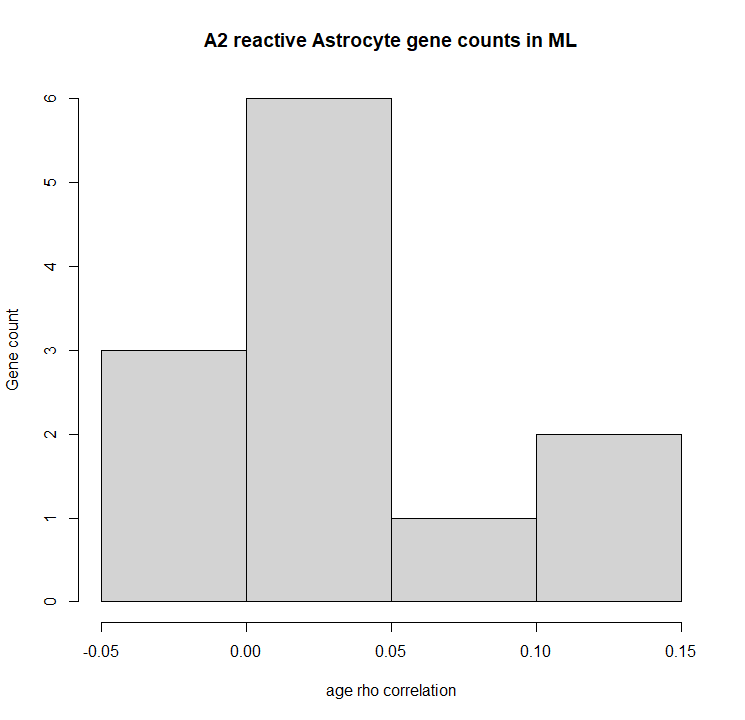 A2 reactive Astrocyte gene counts in ML
6
5
4
3
2
1
0
Gene count
-0.05 0.00 0.05 0.10 0.15
age rho correlation